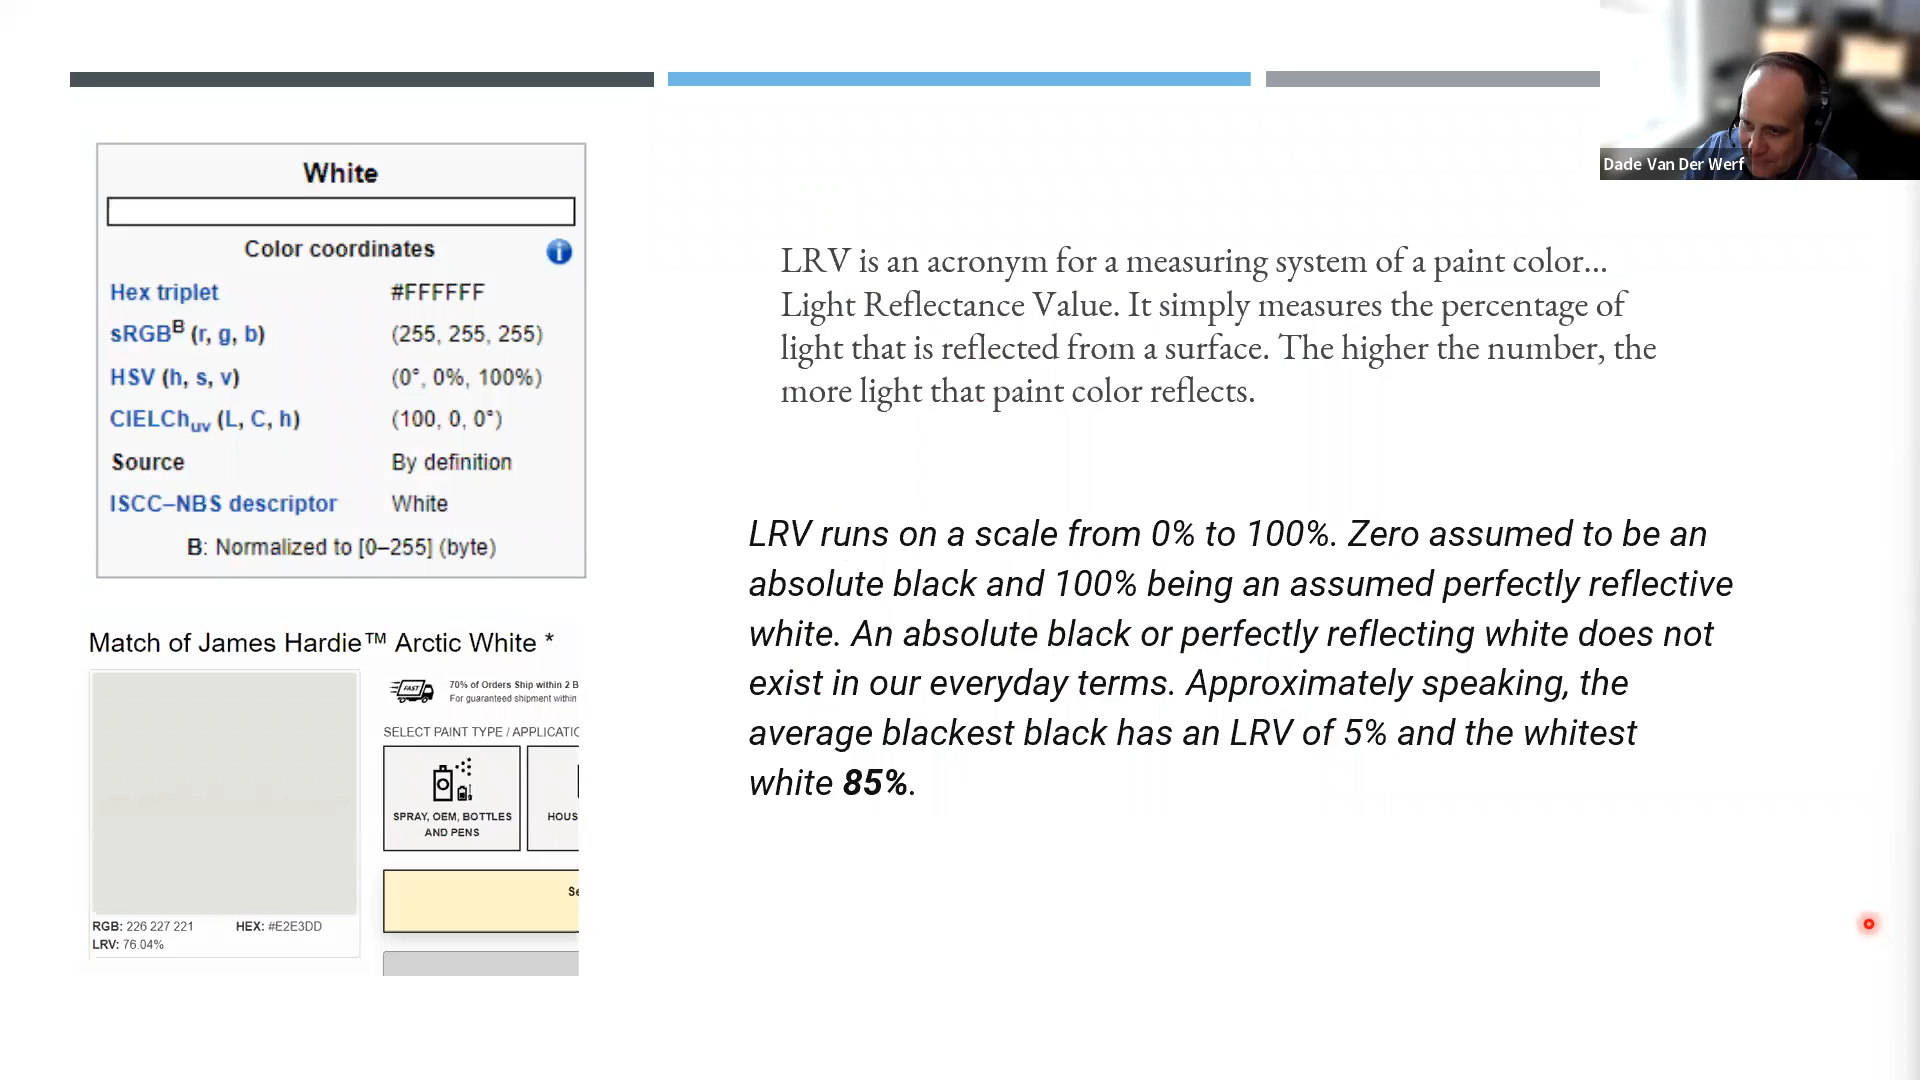 White
Color coordinates
Hex triplet #FFFFFF
sRGBB (r, g, b) (255, 255, 255)
HSV (h, s, v) (0°, 0%, 100%)
CIELChuv (L, C, h) (100, 0, 0°)
Source By definition
ISCC–NBS descriptor White
B: Normalized to [0–255] (byte)
Match of James Hardie™ Arctic White *
FAST
70% of Orders Ship within 2 B
For guaranteed shipment within
SELECT PAINT TYPE / APPLICATIO
SPRAY, OEM, BOTTLES
AND PENS
HOUS
Se
RGB: 226 227 221 HEX: #E2E3DD
LRV: 76.04%
Dade Van Der Werf
LRV is an acronym for a measuring system of a paint color...
Light Reflectance Value. It simply measures the percentage of
light that is reflected from a surface. The higher the number, the
more light that paint color reflects.
LRV runs on a scale from 0% to 100%. Zero assumed to be an
absolute black and 100% being an assumed perfectly reflective
white. An absolute black or perfectly reflecting white does not
exist in our everyday terms. Approximately speaking, the
average blackest black has an LRV of 5% and the whitest
white 85%.